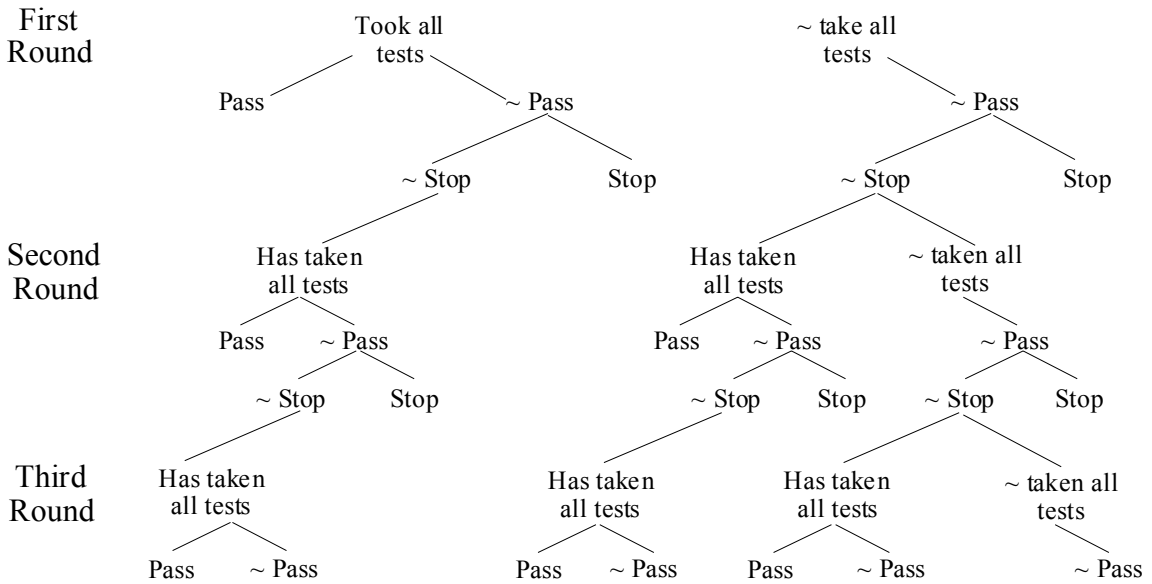 First
Round
Took all
tests
~ take all
tests
Pass
~ Pass
~ Pass
~ Stop
Stop
~ Stop
Stop
Second
Round
Has taken
all tests
Has taken
all tests
~ taken all
tests
Pass
~ Pass
Pass
~ Pass
~ Pass
~ Stop
Stop
~ Stop
Stop
~ Stop
Stop
Third
Round
Has taken
all tests
Has taken
all tests
Has taken
all tests
~ taken all
tests
Pass
~ Pass
Pass
~ Pass
Pass
~ Pass
~ Pass